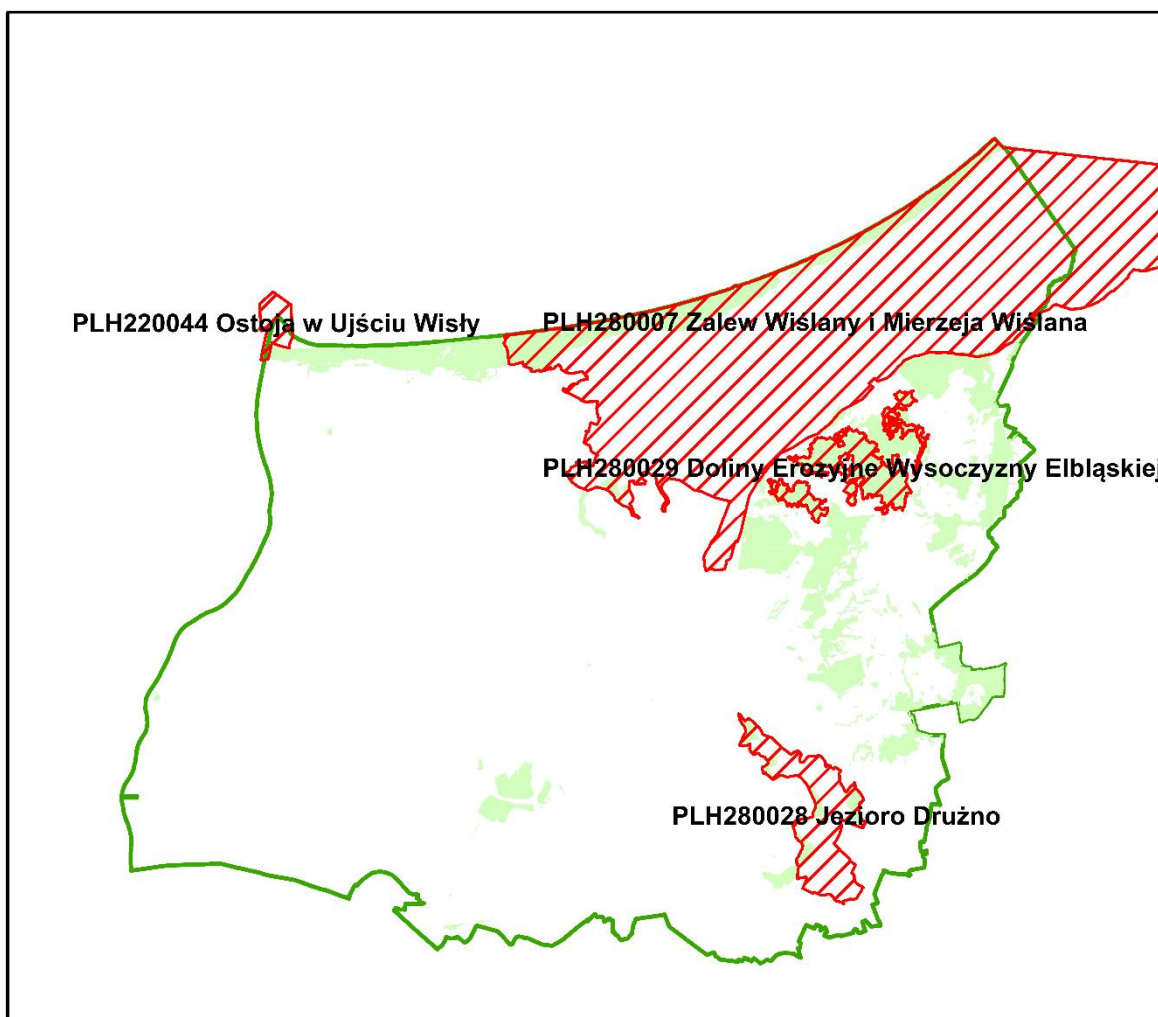 PLH220044 Ostoja w Ujściu Wisły
PLH280007 Zalew Wiślany i Mierzeja Wiślana
PLH280029 Doliny Erozyjne Wysoczyzny Elbląskiej
PLH280028 Jezioro Drużno